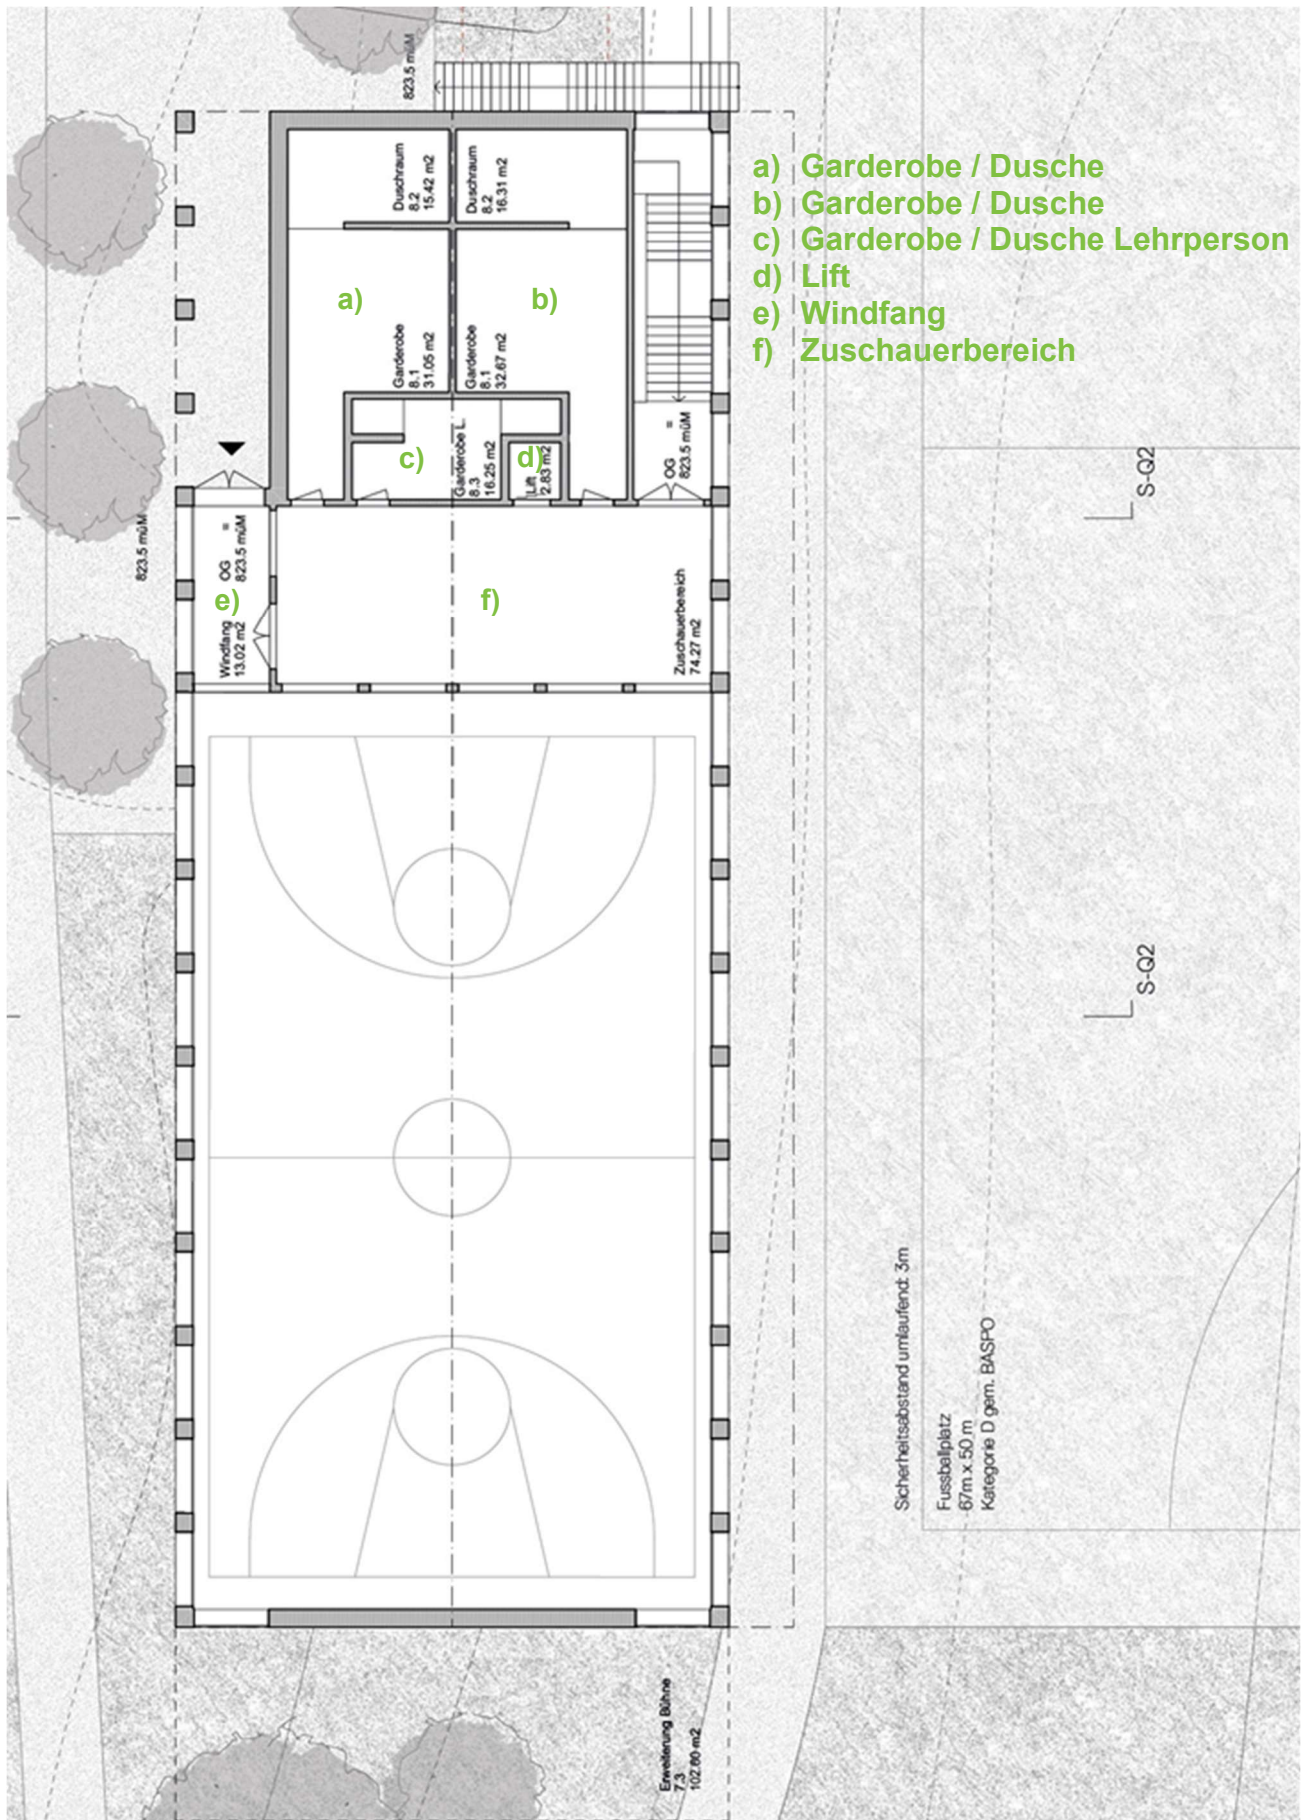 823.5 müM
Duschraum
8.2
15.42 m2
Duschraum
8.2
16.31 m2
a) Garderobe / Dusche
b) Garderobe / Dusche
c) Garderobe / Dusche Lehrperson
d) Lift
e) Windfang
f) Zuschauerbereich
a)
b)
Garderobe
8.1
31.05 m2
Garderobe
8.1
32.67 m2
c)
Garderobe L.
8.3
16.25 m2
d)
Lift
2.83 m2
OG =
823.5 müM
S-Q2
823.5 müM
Windfang OG =
13.02 m2 823.5 müM
e)
f)
Zuschauerbereich
74.27 m2
S-Q2
Sicherheitsabstand umlaufend: 3m
Fussballplatz
67m x 50 m
Kategorie D gem. BASPO
Erweiterung Bühne
7.3
102.60 m2